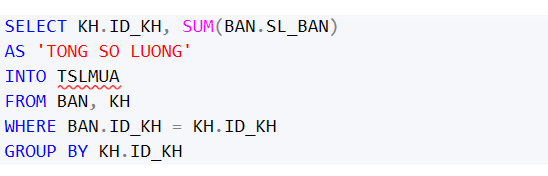 SELECT KH.ID_KH, SUM(BAN.SL_BAN)
AS 'TONG SO LUONG'
INTO TSLMUA
FROM BAN, KH
WHERE BAN.ID_KH = KH.ID_KH
GROUP BY KH.ID_KH